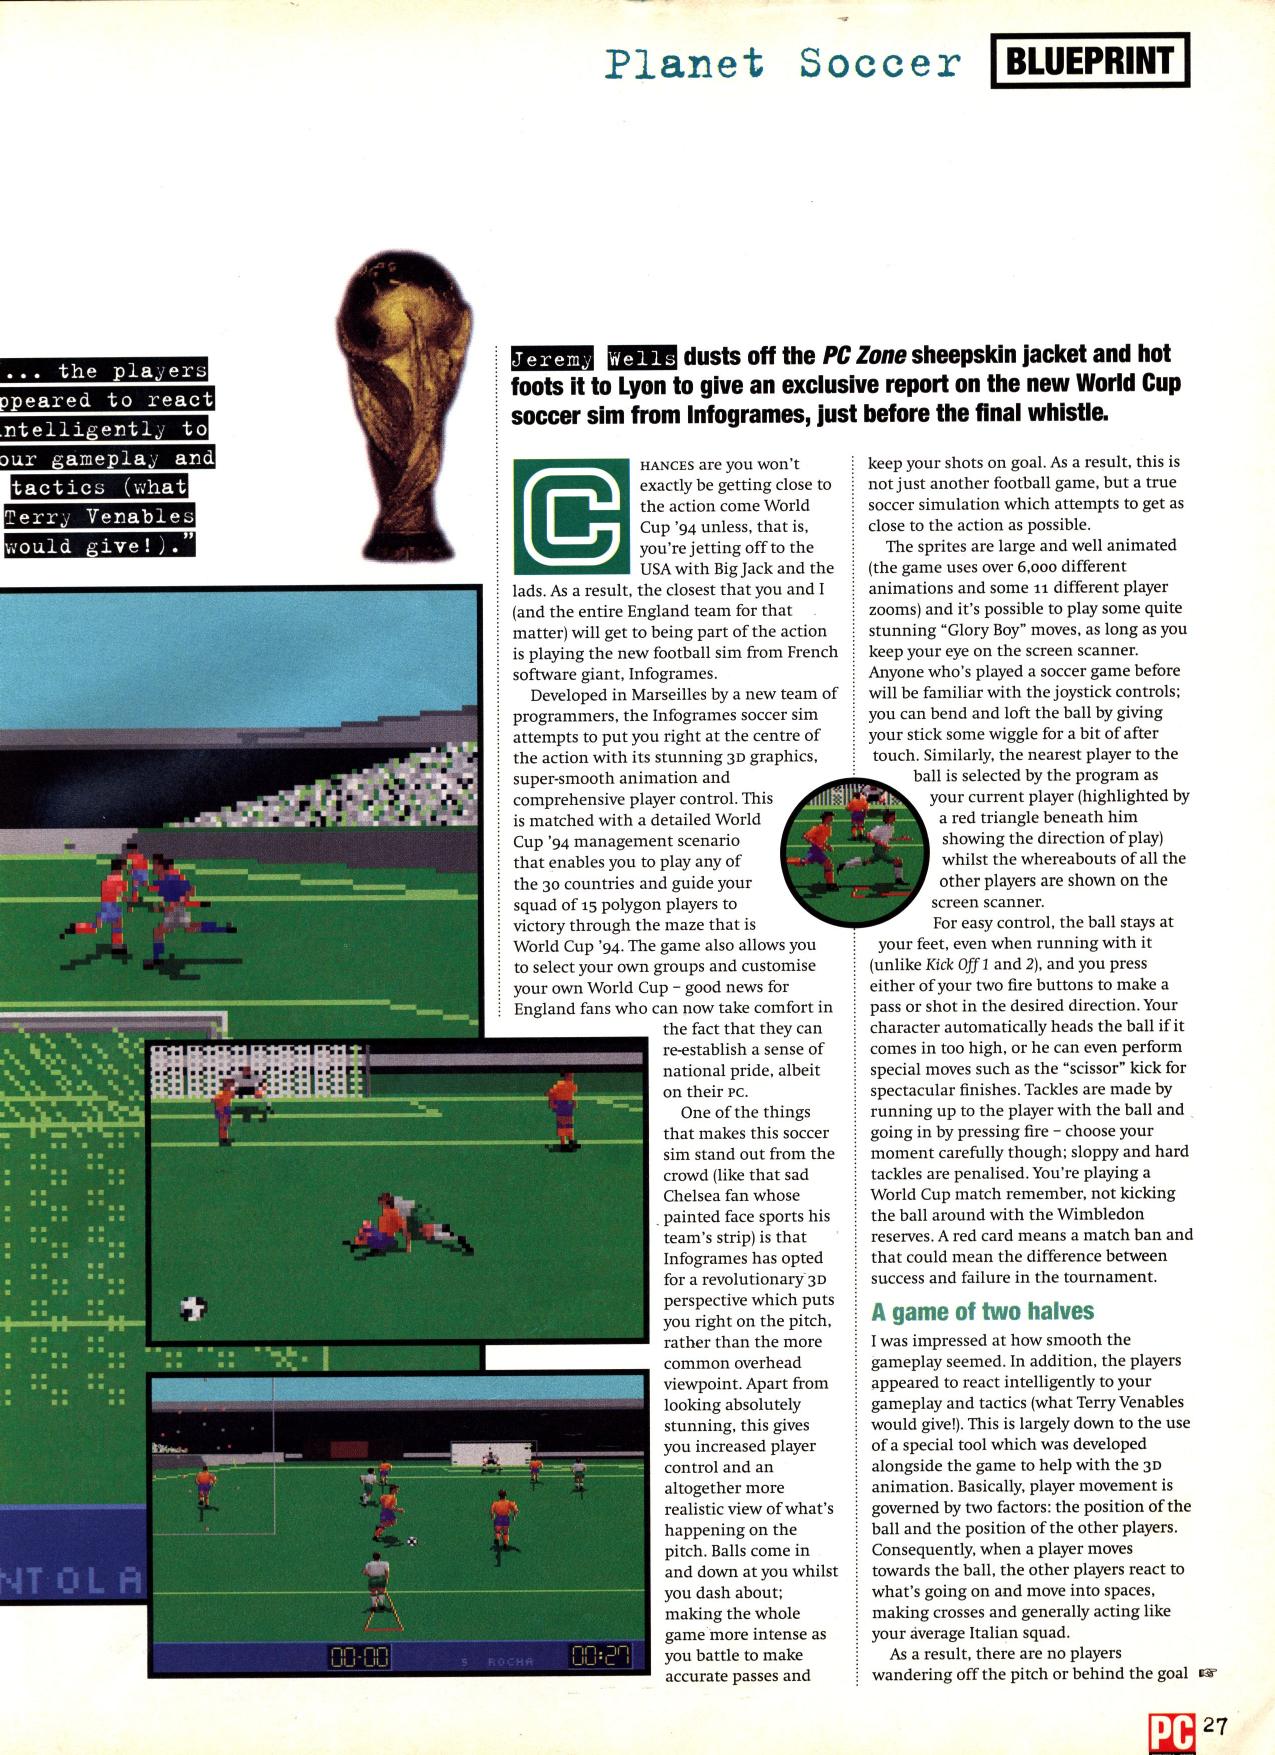 Planet Soccer BLUEPRINT
... the players
ppeared to react
ntelligently to
our gameplay and
tactics (what
Terry Venables
would give!)."
Jeremy Wells dusts off the PC Zone sheepskin jacket and hot
foots it to Lyon to give an exclusive report on the new World Cup
soccer sim from Infogrames, just before the final whistle.
CHANCES are you won't
exactly be getting close to
the action come World
Cup '94 unless, that is,
you're jetting off to the
USA with Big Jack and the
lads. As a result, the closest that you and I
(and the entire England team for that
matter) will get to being part of the action
is playing the new football sim from French
software giant, Infogrames.
Developed in Marseilles by a new team of
programmers, the Infogrames soccer sim
attempts to put you right at the centre of
the action with its stunning 3D graphics,
super-smooth animation and
comprehensive player control. This
is matched with a detailed World
Cup '94 management scenario
that enables you to play any of
the 30 countries and guide your
squad of 15 polygon players to
victory through the maze that is
World Cup '94. The game also allows you
to select your own groups and customise
your own World Cup – good news for
England fans who can now take comfort in
the fact that they can
re-establish a sense of
national pride, albeit
on their PC.
One of the things
that makes this soccer
sim stand out from the
crowd (like that sad
Chelsea fan whose
painted face sports his
team's strip) is that
Infogrames has opted
for a revolutionary 3D
perspective which puts
you right on the pitch,
rather than the more
common overhead
viewpoint. Apart from
looking absolutely
stunning, this gives
you increased player
control and an
altogether more
realistic view of what's
happening on the
pitch. Balls come in
and down at you whilst
you dash about;
making the whole
game more intense as
you battle to make
accurate passes and
keep your shots on goal. As a result, this is
not just another football game, but a true
soccer simulation which attempts to get as
close to the action as possible.
The sprites are large and well animated
(the game uses over 6,000 different
animations and some 11 different player
zooms) and it's possible to play some quite
stunning "Glory Boy" moves, as long as you
keep your eye on the screen scanner.
Anyone who's played a soccer game before
will be familiar with the joystick controls;
you can bend and loft the ball by giving
your stick some wiggle for a bit of after
touch. Similarly, the nearest player to the
ball is selected by the program as
your current player (highlighted by
a red triangle beneath him
showing the direction of play)
whilst the whereabouts of all the
other players are shown on the
screen scanner.
For easy control, the ball stays at
your feet, even when running with it
(unlike Kick Off 1 and 2), and you press
either of your two fire buttons to make a
pass or shot in the desired direction. Your
character automatically heads the ball if it
comes in too high, or he can even perform
special moves such as the "scissor" kick for
spectacular finishes. Tackles are made by
running up to the player with the ball and
going in by pressing fire – choose your
moment carefully though; sloppy and hard
tackles are penalised. You're playing a
World Cup match remember, not kicking
the ball around with the Wimbledon
reserves. A red card means a match ban and
that could mean the difference between
success and failure in the tournament.
A game of two halves
I was impressed at how smooth the
gameplay seemed. In addition, the players
appeared to react intelligently to your
gameplay and tactics (what Terry Venables
would give!). This is largely down to the use
of a special tool which was developed
alongside the game to help with the 3D
animation. Basically, player movement is
governed by two factors: the position of the
ball and the position of the other players.
Consequently, when a player moves
towards the ball, the other players react to
what's going on and move into spaces,
making crosses and generally acting like
your average Italian squad.
As a result, there are no players
wandering off the pitch or behind the goal ☞
NTOLA
00-00 5 ROCHA 00:27
PC 27